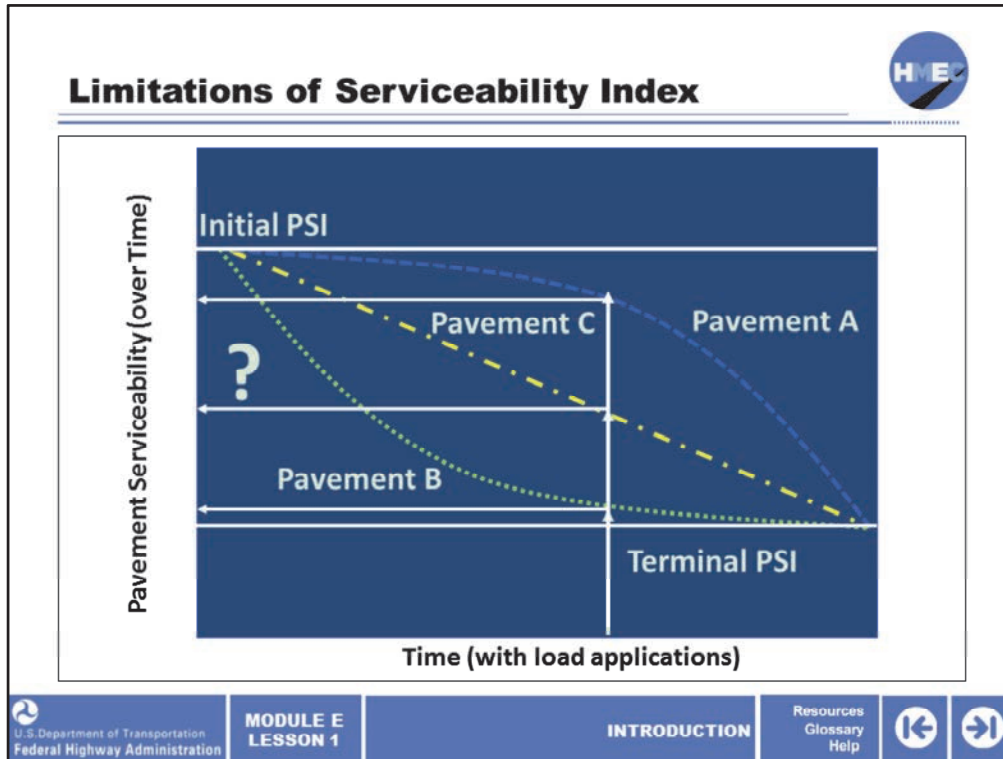 Limitations of Serviceability Index
HMEC
Pavement Serviceability (over Time)
Initial PSI
Pavement C
Pavement A
?
Pavement B
Terminal PSI
Time (with load applications)
U.S.Department of Transportation
Federal Highway Administration
MODULE E
LESSON 1
INTRODUCTION
Resources
Glossary
Help